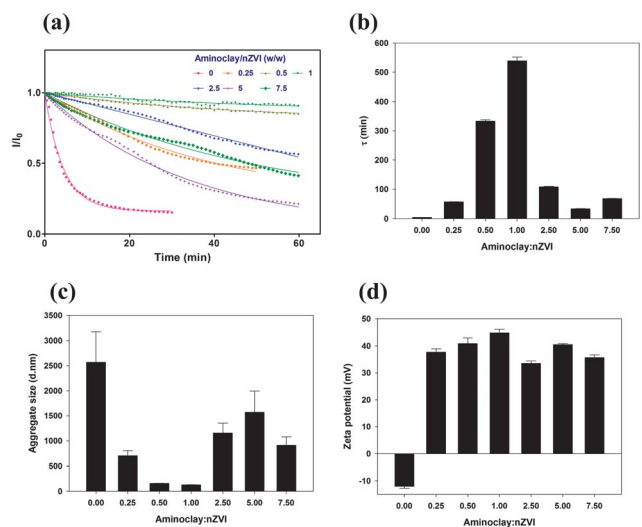 (a)
Aminoclay/nZVI (w/w)
0 0.25 0.5 1
2.5 5 7.5
1.0
0.5
0.0
I/I0
0 20 40 60
Time (min)
(b)
600
500
400
300
200
100
0
τ (min)
0.00 0.25 0.50 1.00 2.50 5.00 7.50
Aminoclay:nZVI
(c)
3500
3000
2500
2000
1500
1000
500
0
Aggregate size (d.nm)
0.00 0.25 0.50 1.00 2.50 5.00 7.50
Aminoclay:nZVI
(d)
60
50
40
30
20
10
0
-10
Zeta potential (mV)
0.00 0.25 0.50 1.00 2.50 5.00 7.50
Aminoclay:nZVI